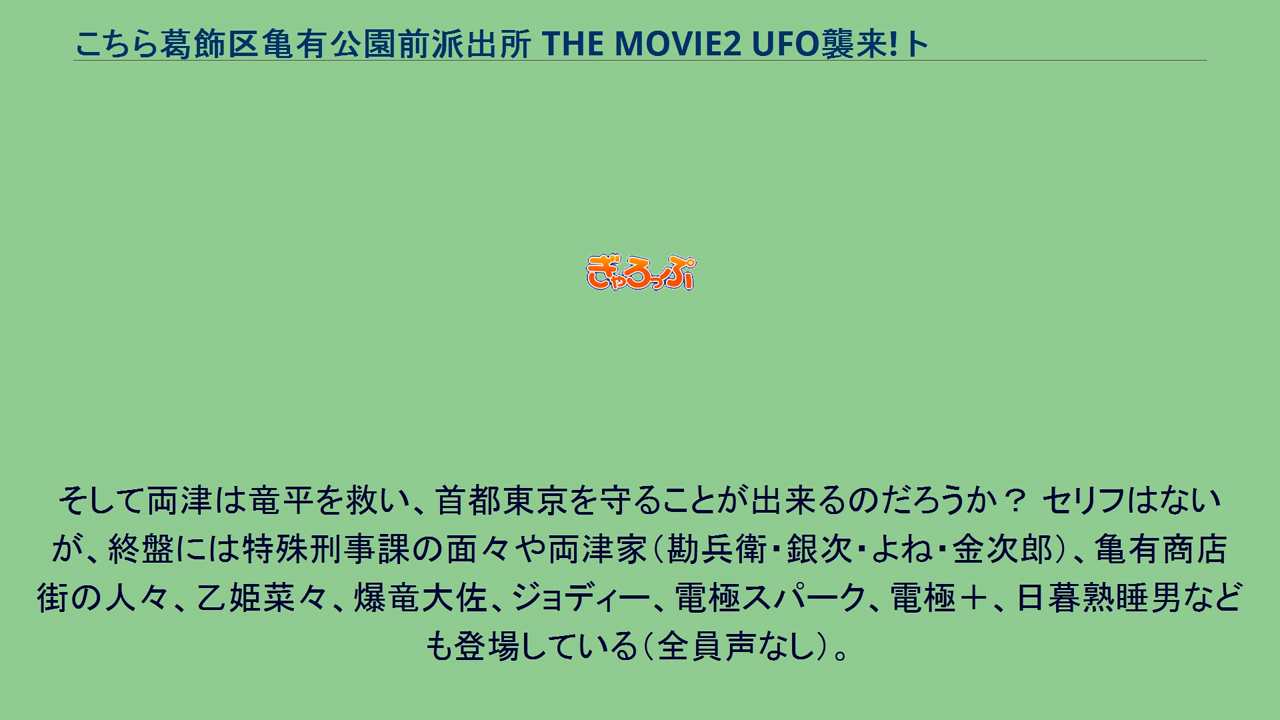 こちら葛飾区亀有公園前派出所 THE MOVIE2 UFO襲来! ト
ぎゃろっぷ
そして両津は竜平を救い、首都東京を守ることが出来るのだろうか？ セリフはない
が、終盤には特殊刑事課の面々や両津家（勘兵衛・銀次・よね・金次郎）、亀有商店
街の人々、乙姫菜々、爆竜大佐、ジョディー、電極スパーク、電極＋、日暮熟睡男など
も登場している（全員声なし）。